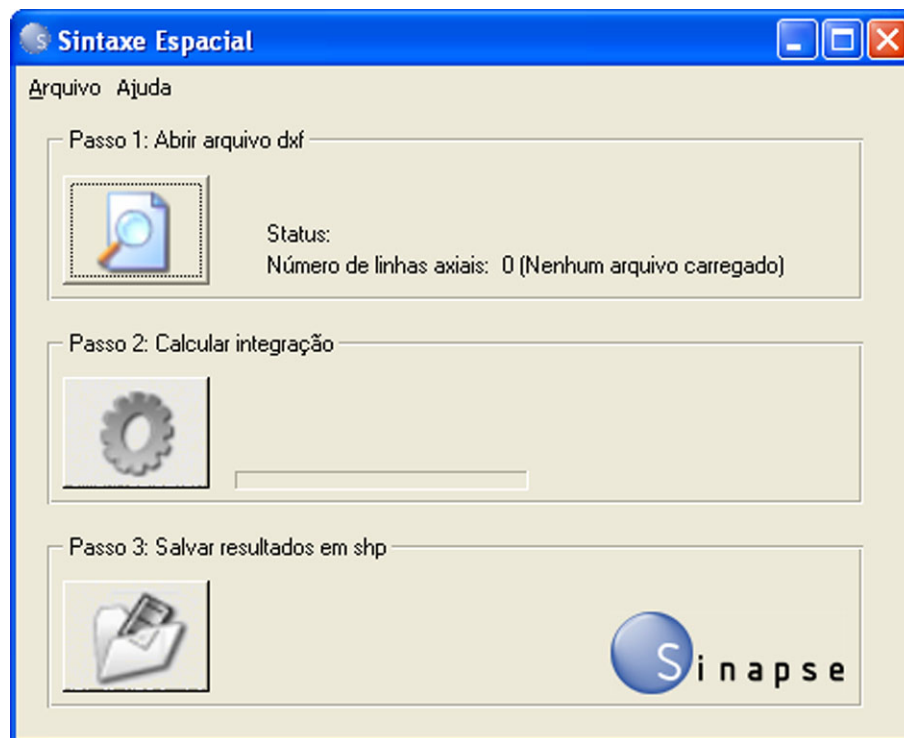 Sintaxe Espacial
Arquivo Ajuda
Passo 1: Abrir arquivo dxf
Status:
Número de linhas axiais: 0 (Nenhum arquivo carregado)
Passo 2: Calcular integração
Passo 3: Salvar resultados em shp
Sinapse